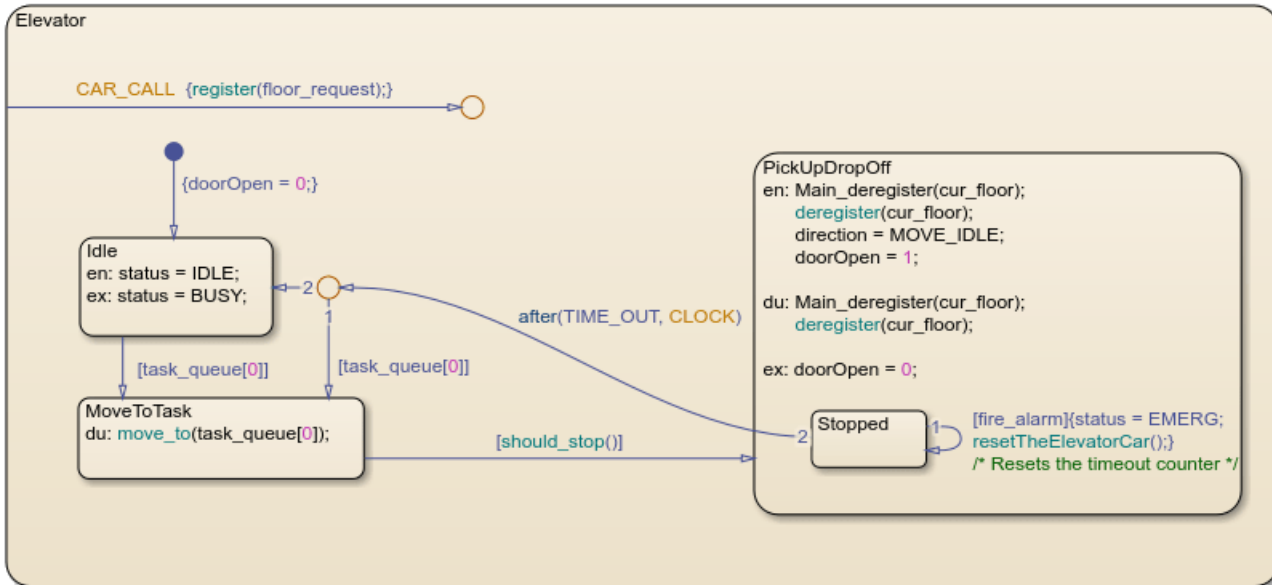 Elevator
CAR_CALL {register(floor_request);}
{doorOpen = 0;}
Idle
en: status = IDLE;
ex: status = BUSY;
2
1
[task_queue[0]]
[task_queue[0]]
MoveToTask
du: move_to(task_queue[0]);
after(TIME_OUT, CLOCK)
[should_stop()]
PickUpDropOff
en: Main_deregister(cur_floor);
deregister(cur_floor);
direction = MOVE_IDLE;
doorOpen = 1;
du: Main_deregister(cur_floor);
deregister(cur_floor);
ex: doorOpen = 0;
Stopped
2
1
[fire_alarm]{status = EMERG;
resetTheElevatorCar();}
/* Resets the timeout counter */